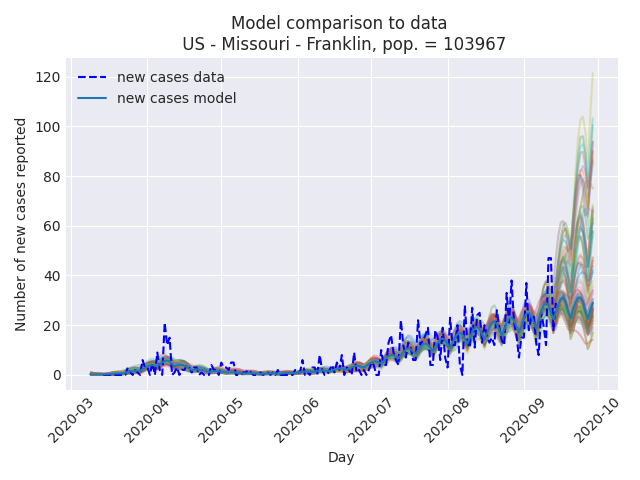 Model comparison to data
US - Missouri - Franklin, pop. = 103967
new cases data
new cases model
Number of new cases reported
120
100
80
60
40
20
0
2020-03
2020-04
2020-05
2020-06
2020-07
2020-08
2020-09
2020-10
Day